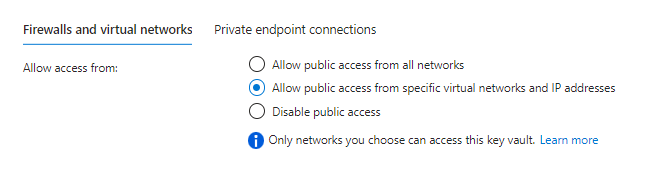 Firewalls and virtual networks
Private endpoint connections
Allow access from:
Allow public access from all networks
Allow public access from specific virtual networks and IP addresses
Disable public access
Only networks you choose can access this key vault. Learn more